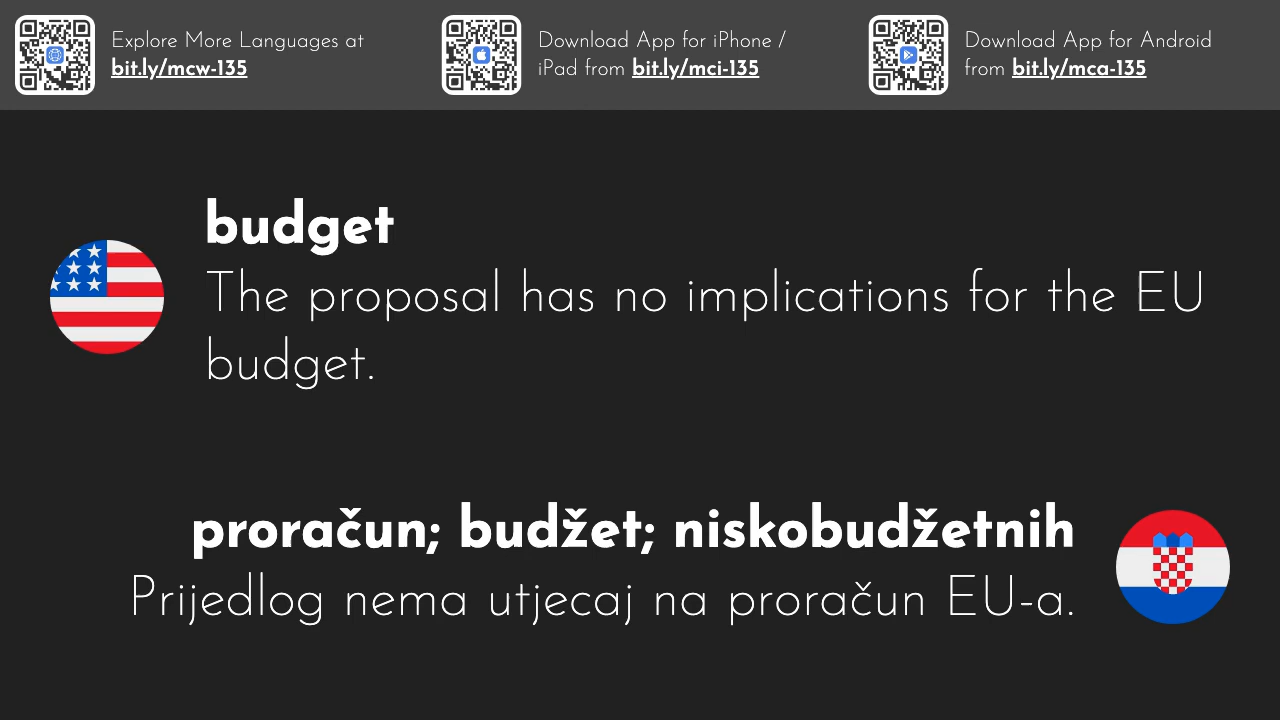 Explore More Languages at
bit.ly/mcw-135
Download App for iPhone /
iPad from bit.ly/mci-135
Download App for Android
from bit.ly/mca-135
budget
The proposal has no implications for the EU
budget.
proračun; budžet; niskobudžetnih
Prijedlog nema utjecaj na proračun EU-a.